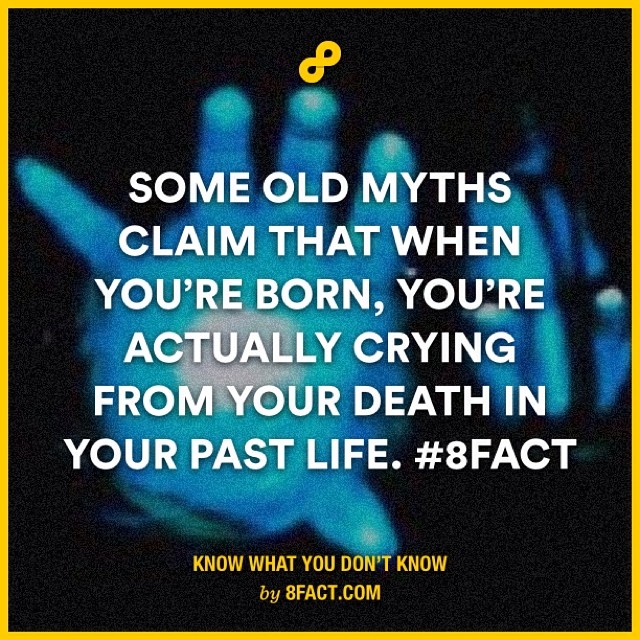 SOME OLD MYTHS
CLAIM THAT WHEN
YOU’RE BORN, YOU’RE
ACTUALLY CRYING
FROM YOUR DEATH IN
YOUR PAST LIFE. #8FACT
KNOW WHAT YOU DON’T KNOW
by 8FACT.COM